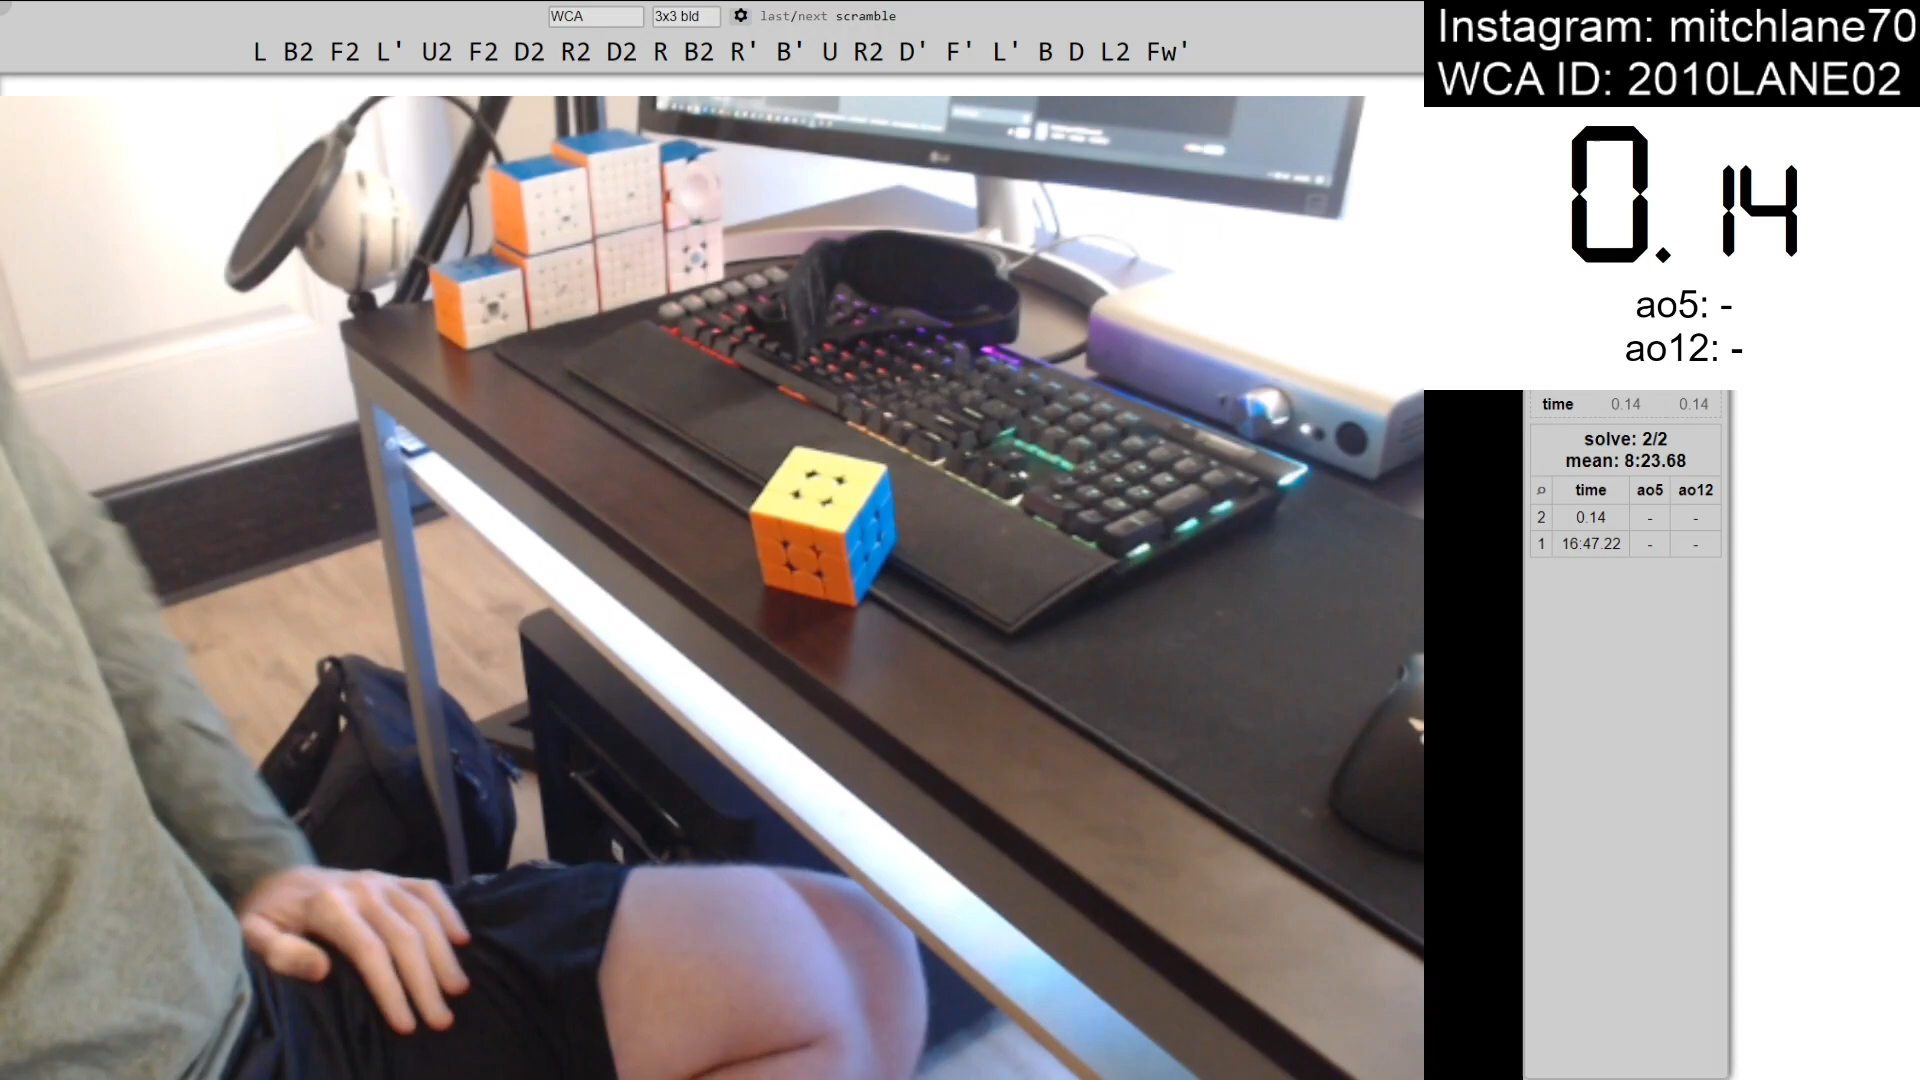 WCA 3x3 bld last/next scramble
L B2 F2 L' U2 F2 D2 R2 D2 R B2 R' B' U R2 D' F' L' B D L2 Fw'
Instagram: mitchlane70
WCA ID: 2010LANE02
0.14
ao5: -
ao12: -
time 0.14 0.14
solve: 2/2
mean: 8:23.68
time ao5 ao12
2 0.14 - -
1 16:47.22 - -
LG